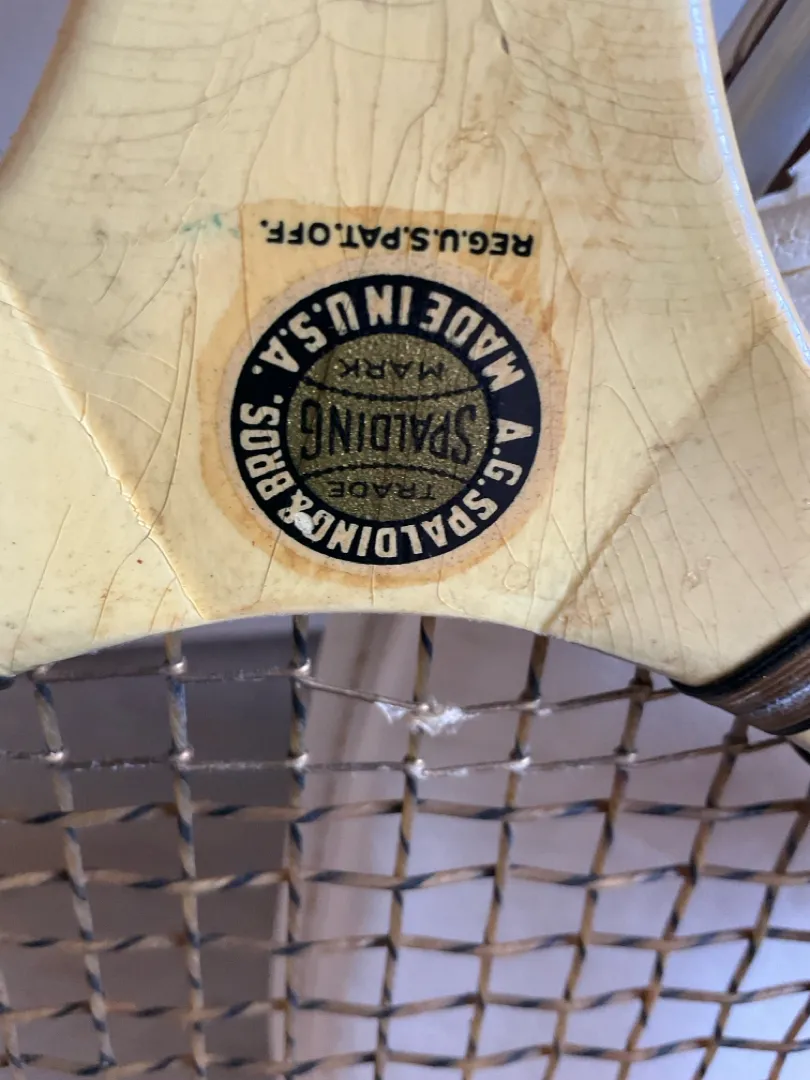 A.G. SPALDING & BROS.
MADE IN U.S.A.
TRADE
SPALDING
MARK
REG.U.S.PAT.OFF.